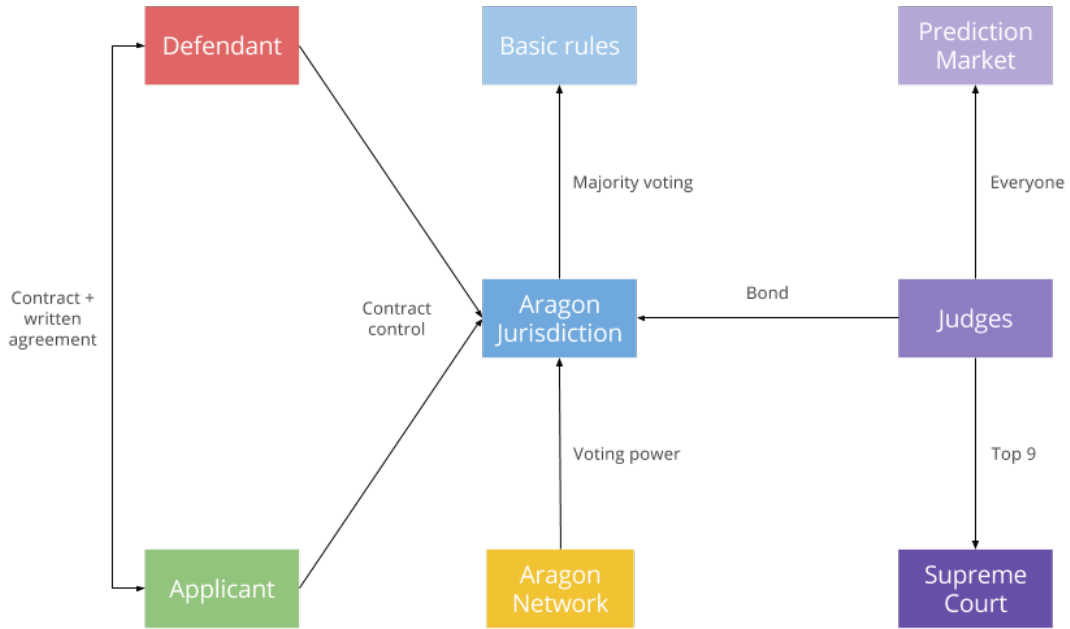 Defendant
Basic rules
Prediction
Market
Majority voting
Everyone
Contract +
written
agreement
Contract
control
Aragon
Jurisdiction
Bond
Judges
Voting power
Top 9
Applicant
Aragon
Network
Supreme
Court